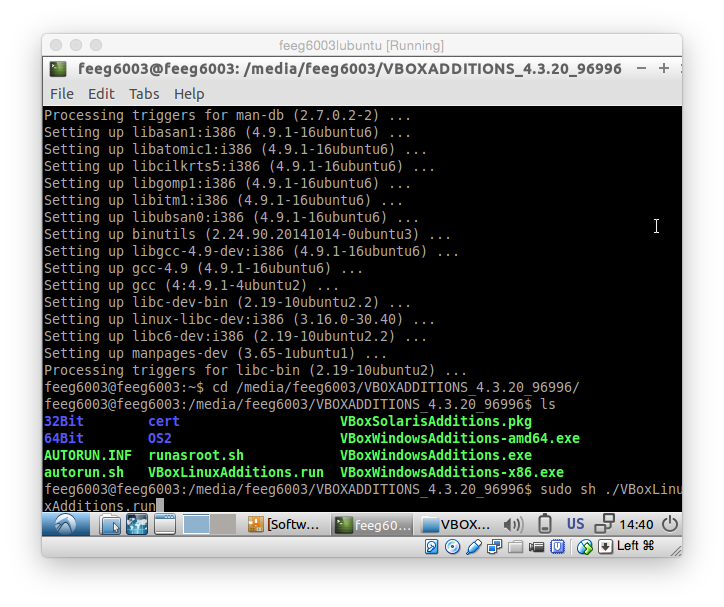 feeg6003lubuntu [Running]
feeg6003@feeg6003: /media/feeg6003/VBOXADDITIONS_4.3.20_96996
File Edit Tabs Help
Processing triggers for man-db (2.7.0.2-2) ...
Setting up libasan1:i386 (4.9.1-16ubuntu6) ...
Setting up libatomic1:i386 (4.9.1-16ubuntu6) ...
Setting up libcilkrts5:i386 (4.9.1-16ubuntu6) ...
Setting up libgomp1:i386 (4.9.1-16ubuntu6) ...
Setting up libitm1:i386 (4.9.1-16ubuntu6) ...
Setting up libubsan0:i386 (4.9.1-16ubuntu6) ...
Setting up binutils (2.24.90.20141014-0ubuntu3) ...
Setting up libgcc-4.9-dev:i386 (4.9.1-16ubuntu6) ...
Setting up gcc-4.9 (4.9.1-16ubuntu6) ...
Setting up gcc (4:4.9.1-4ubuntu2) ...
Setting up libc-dev-bin (2.19-10ubuntu2.2) ...
Setting up linux-libc-dev:i386 (3.16.0-30.40) ...
Setting up libc6-dev:i386 (2.19-10ubuntu2.2) ...
Setting up manpages-dev (3.65-1ubuntu1) ...
Processing triggers for libc-bin (2.19-10ubuntu2) ...
feeg6003@feeg6003:~$ cd /media/feeg6003/VBOXADDITIONS_4.3.20_96996/
feeg6003@feeg6003:/media/feeg6003/VBOXADDITIONS_4.3.20_96996$ ls
32Bit cert VBoxSolarisAdditions.pkg
64Bit OS2 VBoxWindowsAdditions-amd64.exe
AUTORUN.INF runasroot.sh VBoxWindowsAdditions.exe
autorun.sh VBoxLinuxAdditions.run VBoxWindowsAdditions-x86.exe
feeg6003@feeg6003:/media/feeg6003/VBOXADDITIONS_4.3.20_96996$ sudo sh ./VBoxLinu
xAdditions.run
[Softw... feeg60... VBOX... US 14:40
Left ⌘